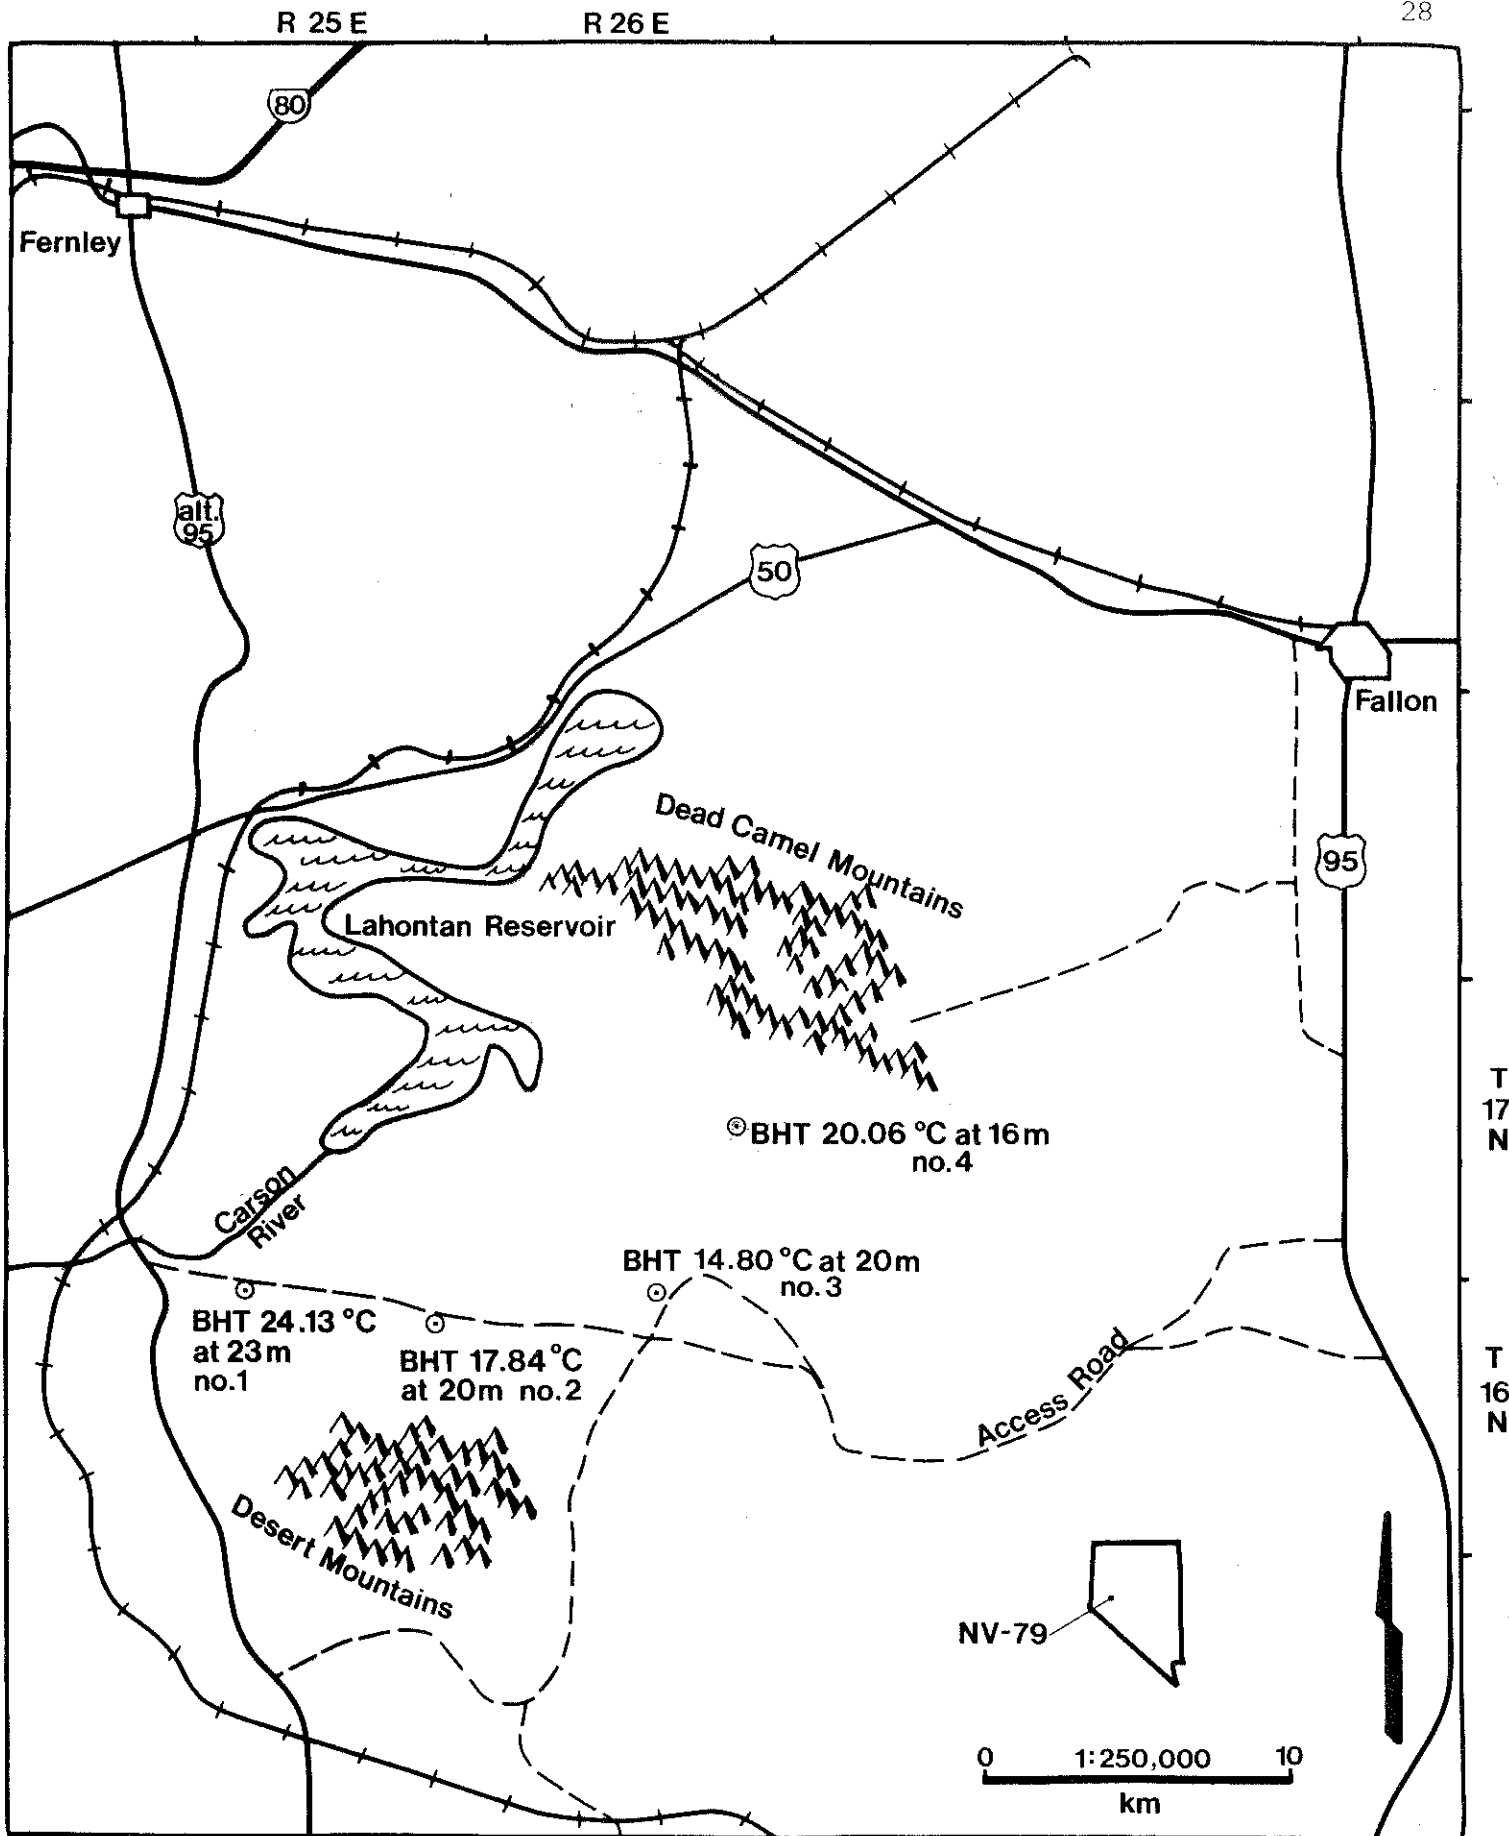 28
R 25 E
R 26 E
80
Fernley
alt.
95
50
Fallon
Dead Camel Mountains
95
Lahontan Reservoir
T
17
N
BHT 20.06 °C at 16m
no.4
Carson
River
BHT 14.80 °C at 20m
no.3
BHT 24.13 °C
at 23m
no.1
BHT 17.84 °C
at 20m no.2
T
16
N
Access Road
Desert Mountains
NV-79
0 1:250,000 10
km